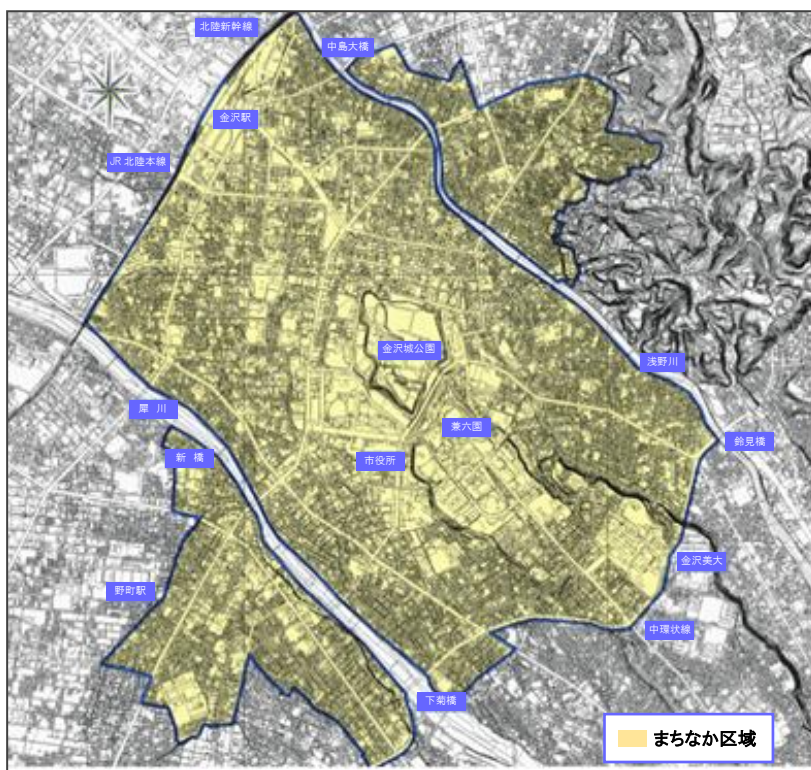 北陸新幹線
中島大橋
金沢駅
JR北陸本線
金沢城公園
浅野川
犀川
兼六園
鈴見橋
新橋
市役所
金沢美大
野町駅
中環状線
下菊橋
まちなか区域